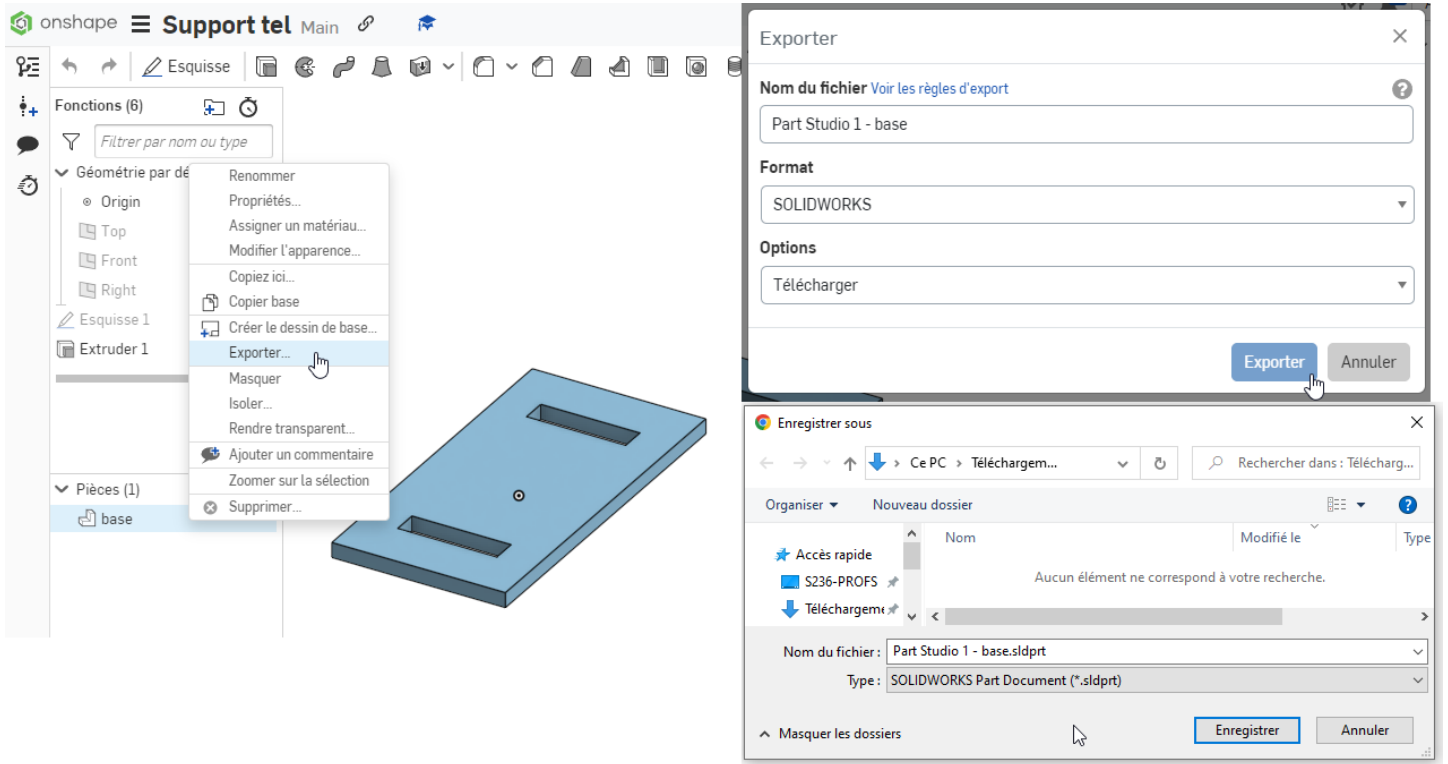 onshape Support tel Main
Esquisse
Fonctions (6)
Filtrer par nom ou type
Géométrie par dé
Origin
Top
Front
Right
Esquisse 1
Extruder 1
Pièces (1)
base
Renommer
Propriétés...
Assigner un matériau...
Modifier l'apparence...
Copiez ici...
Copier base
Créer le dessin de base...
Exporter...
Masquer
Isoler...
Rendre transparent...
Ajouter un commentaire
Zoomer sur la sélection
Supprimer...
Exporter
Nom du fichier Voir les règles d'export
Part Studio 1 - base
Format
SOLIDWORKS
Options
Télécharger
Exporter Annuler
Enregistrer sous
Ce PC > Téléchargem... Rechercher dans : Télécharg...
Organiser Nouveau dossier
Nom Modifié le Type
Accès rapide
S236-PROFS
Téléchargeme
Aucun élément ne correspond à votre recherche.
Nom du fichier : Part Studio 1 - base.sldprt
Type : SOLIDWORKS Part Document (*.sldprt)
Masquer les dossiers Enregistrer Annuler